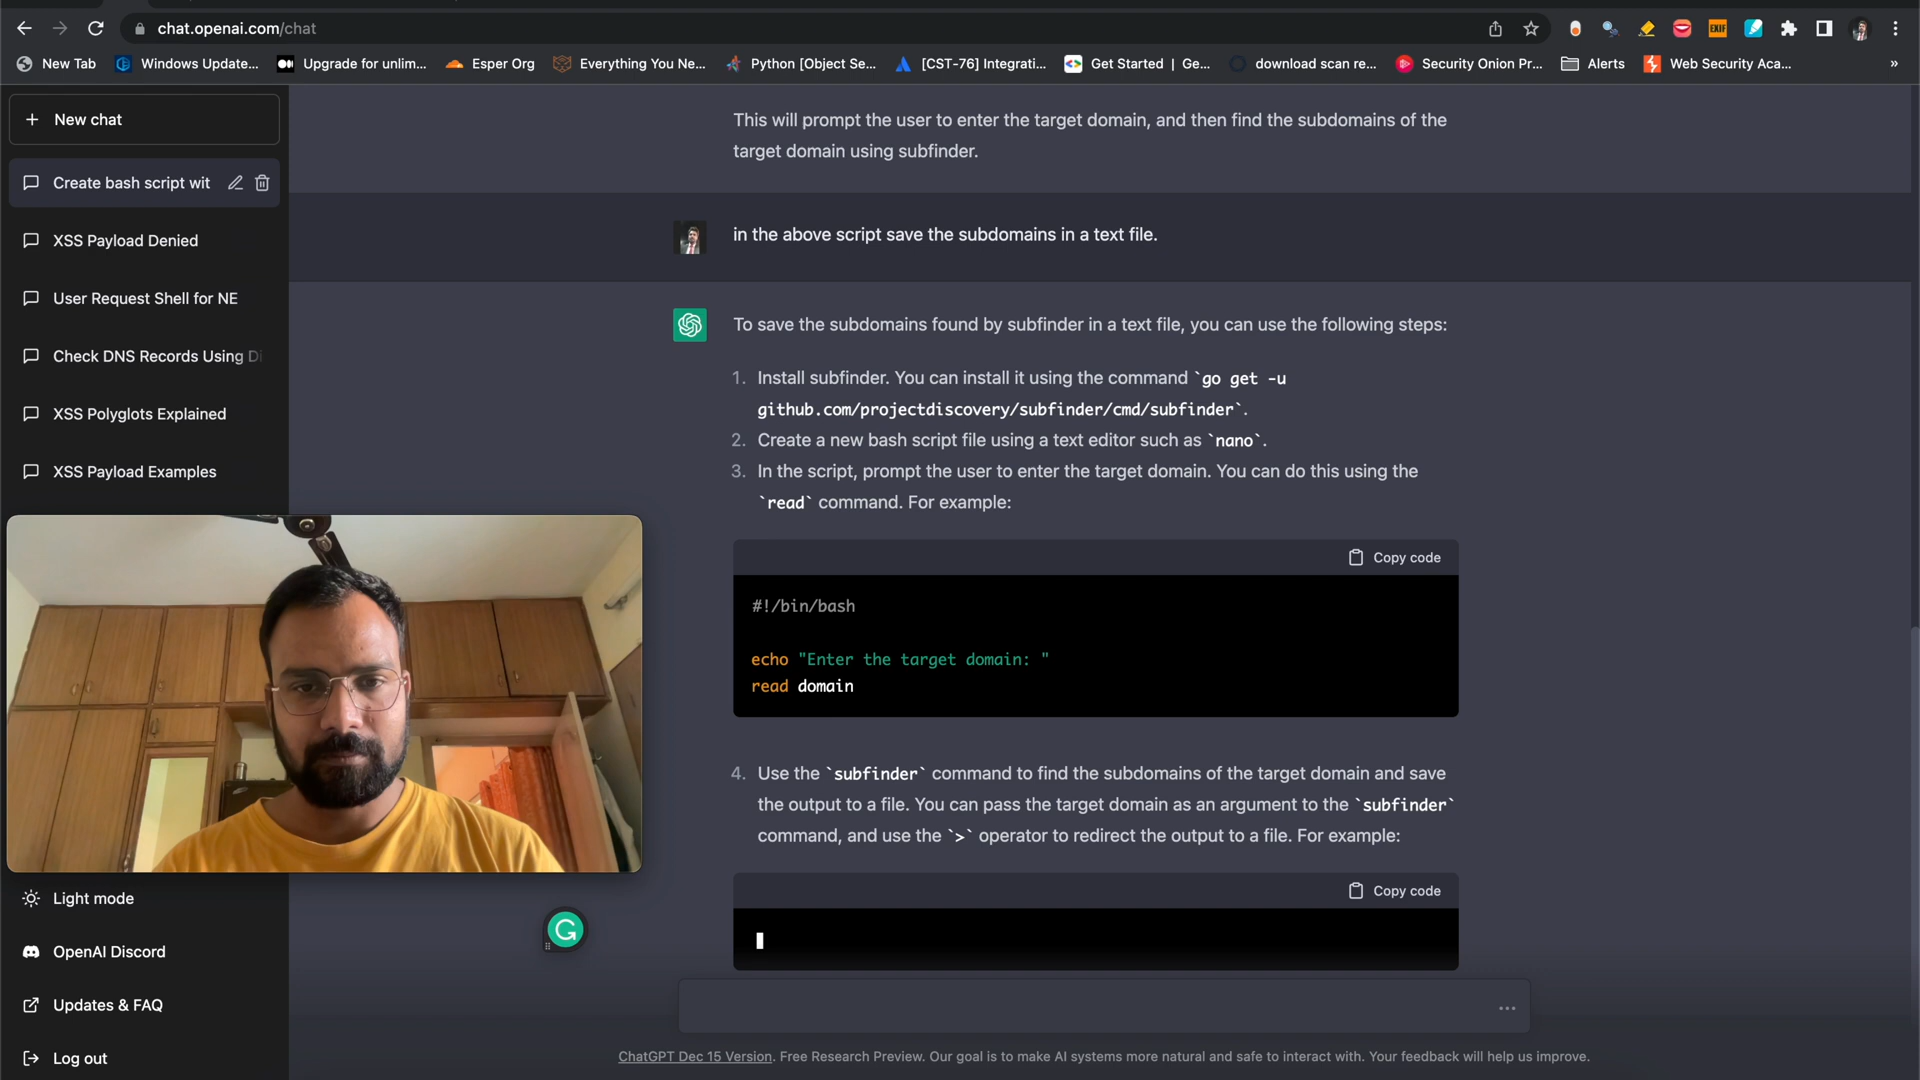 chat.openai.com/chat
EXIF
New Tab
Windows Update...
Upgrade for unlim...
Esper Org
Everything You Ne...
Python [Object Se...
[CST-76] Integrati...
Get Started | Ge...
download scan re...
Security Onion Pr...
Alerts
Web Security Aca...
»
+ New chat
Create bash script wit
XSS Payload Denied
User Request Shell for NE
Check DNS Records Using Di
XSS Polyglots Explained
XSS Payload Examples
Light mode
OpenAI Discord
Updates & FAQ
Log out
This will prompt the user to enter the target domain, and then find the subdomains of the
target domain using subfinder.
in the above script save the subdomains in a text file.
To save the subdomains found by subfinder in a text file, you can use the following steps:
1. Install subfinder. You can install it using the command `go get -u
github.com/projectdiscovery/subfinder/cmd/subfinder`.
2. Create a new bash script file using a text editor such as `nano`.
3. In the script, prompt the user to enter the target domain. You can do this using the
`read` command. For example:
Copy code
#!/bin/bash
echo "Enter the target domain: "
read domain
4. Use the `subfinder` command to find the subdomains of the target domain and save
the output to a file. You can pass the target domain as an argument to the `subfinder`
command, and use the `>` operator to redirect the output to a file. For example:
Copy code
ChatGPT Dec 15 Version. Free Research Preview. Our goal is to make AI systems more natural and safe to interact with. Your feedback will help us improve.